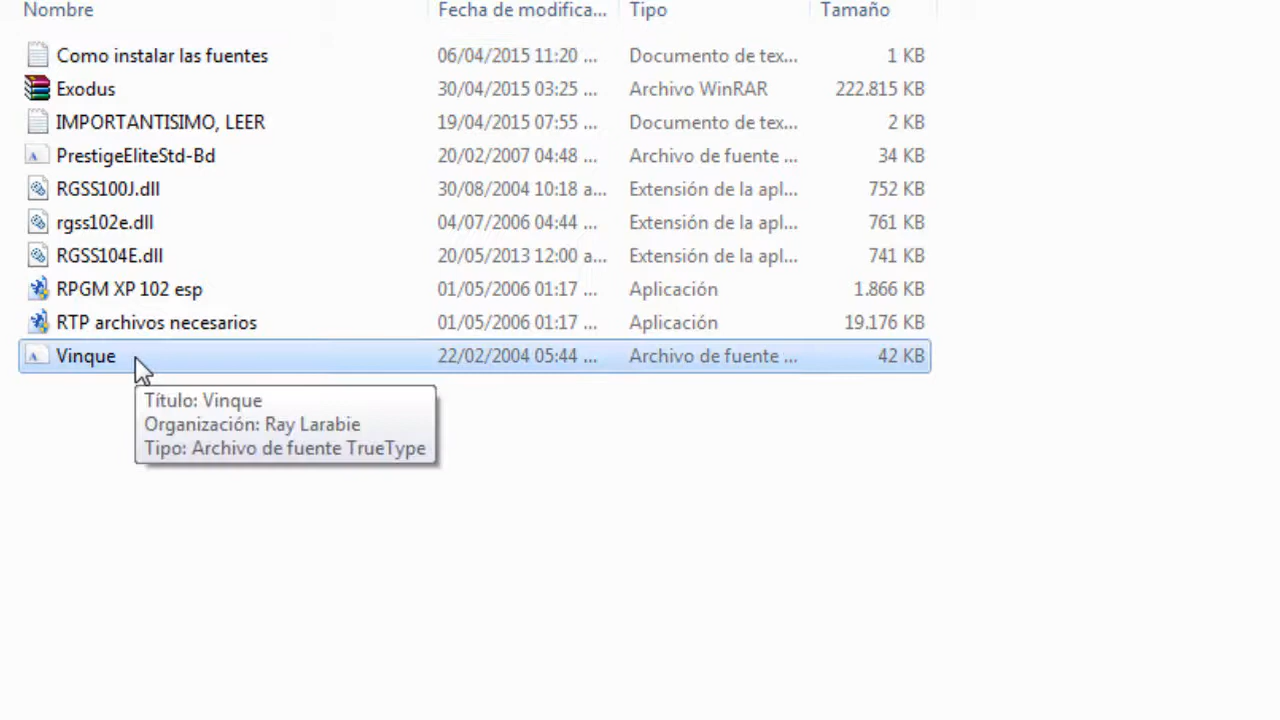 Nombre Fecha de modifica... Tipo Tamaño
Como instalar las fuentes 06/04/2015 11:20 ... Documento de tex... 1 KB
Exodus 30/04/2015 03:25 ... Archivo WinRAR 222.815 KB
IMPORTANTISIMO, LEER 19/04/2015 07:55 ... Documento de tex... 2 KB
PrestigeEliteStd-Bd 20/02/2007 04:48 ... Archivo de fuente ... 34 KB
RGSS100J.dll 30/08/2004 10:18 a... Extensión de la apl... 752 KB
rgss102e.dll 04/07/2006 04:44 ... Extensión de la apl... 761 KB
RGSS104E.dll 20/05/2013 12:00 a... Extensión de la apl... 741 KB
RPGM XP 102 esp 01/05/2006 01:17 ... Aplicación 1.866 KB
RTP archivos necesarios 01/05/2006 01:17 ... Aplicación 19.176 KB
Vinque 22/02/2004 05:44 ... Archivo de fuente ... 42 KB
Título: Vinque
Organización: Ray Larabie
Tipo: Archivo de fuente TrueType